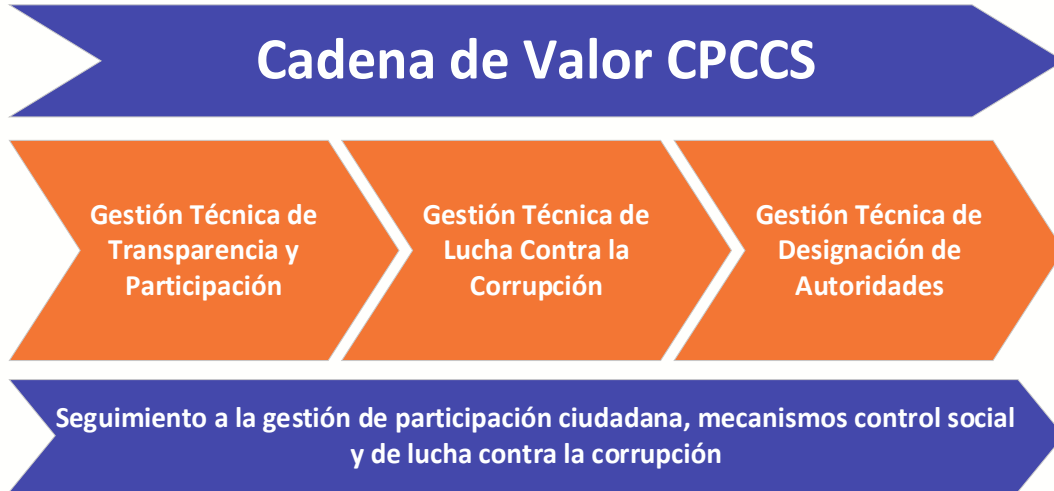 Cadena de Valor CPCCS
Gestión Técnica de
Transparencia y
Participación
Gestión Técnica de
Lucha Contra la
Corrupción
Gestión Técnica de
Designación de
Autoridades
Seguimiento a la gestión de participación ciudadana, mecanismos control social
y de lucha contra la corrupción